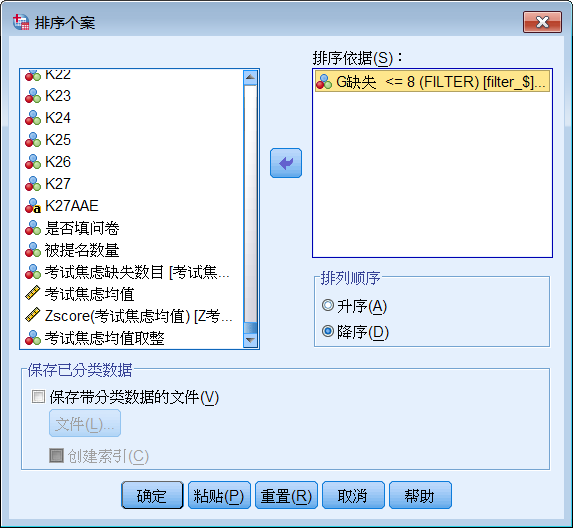 排序个案
排序依据(S)：
K22
K23
K24
K25
K26
K27
K27AAE
是否填问卷
被提名数量
考试焦虑缺失数目 [考试焦...
考试焦虑均值
Zscore(考试焦虑均值) [Z考...
考试焦虑均值取整
G缺失 <= 8 (FILTER) [filter_$]...
排列顺序
升序(A)
降序(D)
保存已分类数据
保存带分类数据的文件(V)
文件(L)...
创建索引(C)
确定
粘贴(P)
重置(R)
取消
帮助